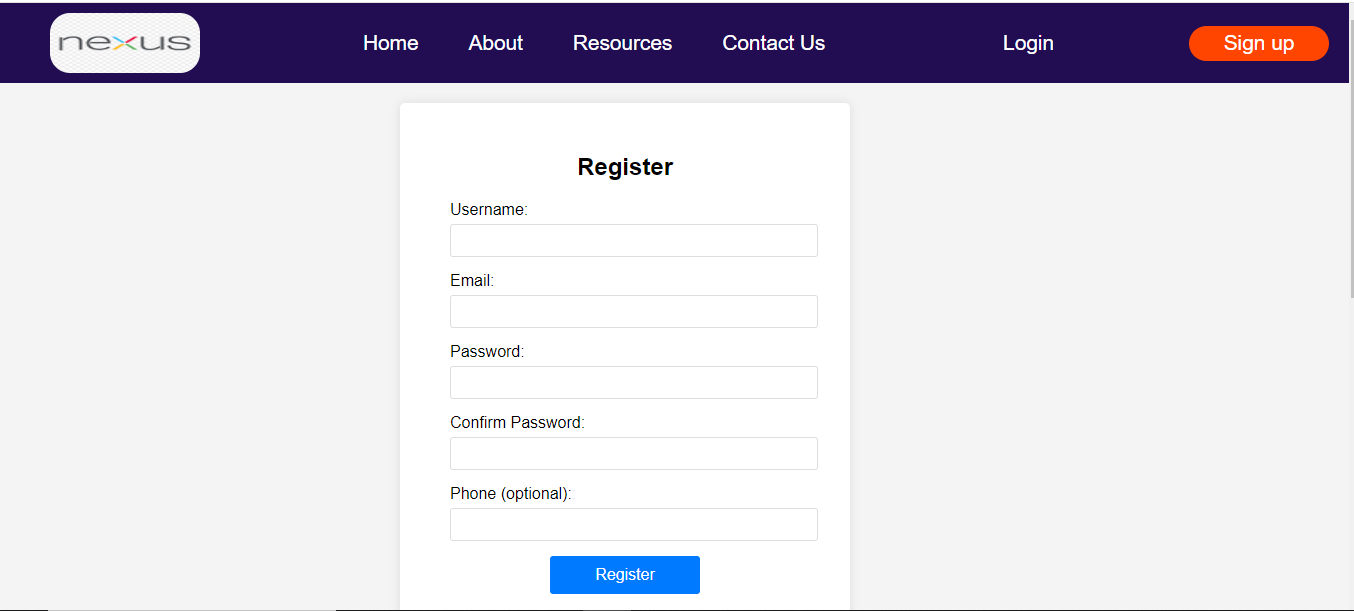 nexus
Home About Resources Contact Us Login Sign up
Register
Username:
Email:
Password:
Confirm Password:
Phone (optional):
Register